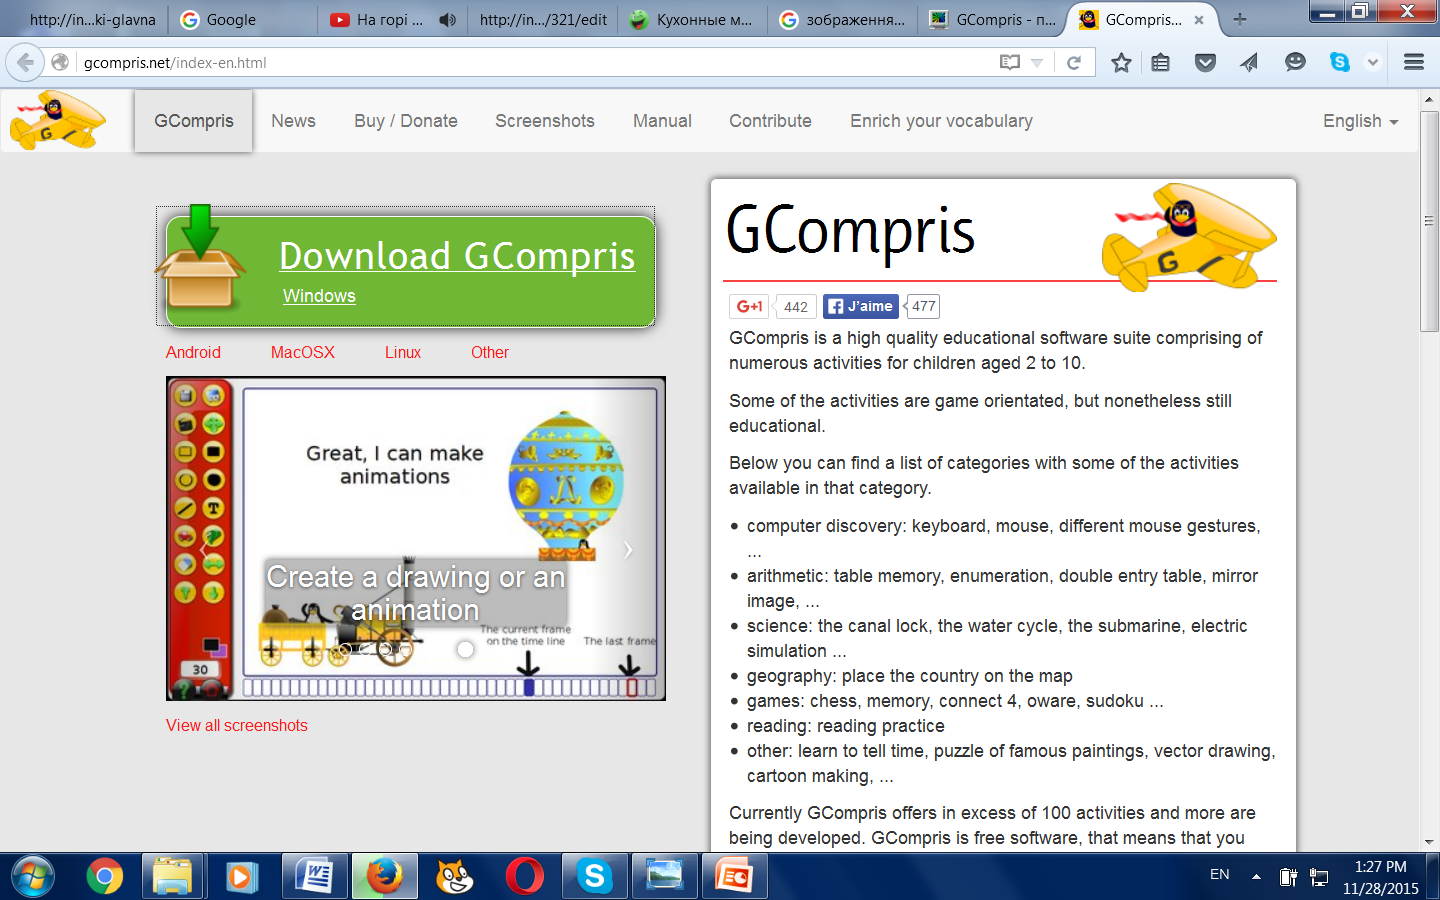 http://in...ki-glavna
Google
На горі ...
http://in.../321/edit
Кухонные м...
зображення...
GCompris - п...
GCompris...
gcompris.net/index-en.html
GCompris
News
Buy / Donate
Screenshots
Manual
Contribute
Enrich your vocabulary
English
Download GCompris
Windows
Android
MacOSX
Linux
Other
Great, I can make
animations
Create a drawing or an
animation
The current frame
on the time line
The last frame
30
View all screenshots
GCompris
G+1
442
J'aime
477
GCompris is a high quality educational software suite comprising of
numerous activities for children aged 2 to 10.
Some of the activities are game orientated, but nonetheless still
educational.
Below you can find a list of categories with some of the activities
available in that category.
computer discovery: keyboard, mouse, different mouse gestures,
...
arithmetic: table memory, enumeration, double entry table, mirror
image, ...
science: the canal lock, the water cycle, the submarine, electric
simulation ...
geography: place the country on the map
games: chess, memory, connect 4, oware, sudoku ...
reading: reading practice
other: learn to tell time, puzzle of famous paintings, vector drawing,
cartoon making, ...
Currently GCompris offers in excess of 100 activities and more are
being developed. GCompris is free software, that means that you
EN
1:27 PM
11/28/2015